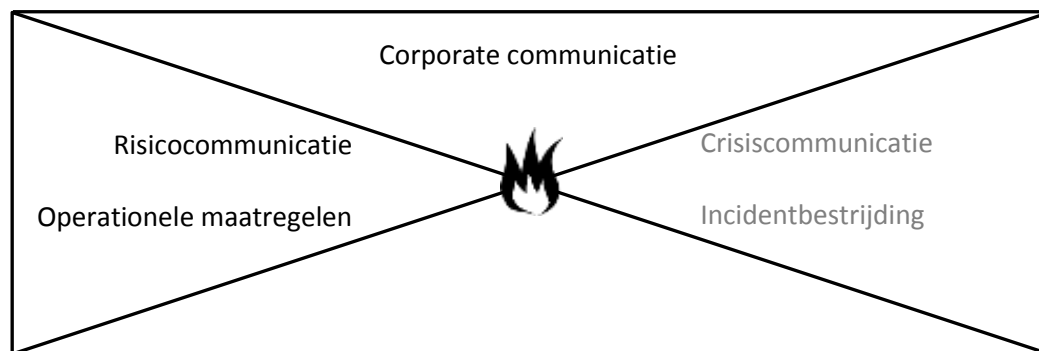 Corporate communicatie
Risicocommunicatie
Crisiscommunicatie
Operationele maatregelen
Incidentbestrijding